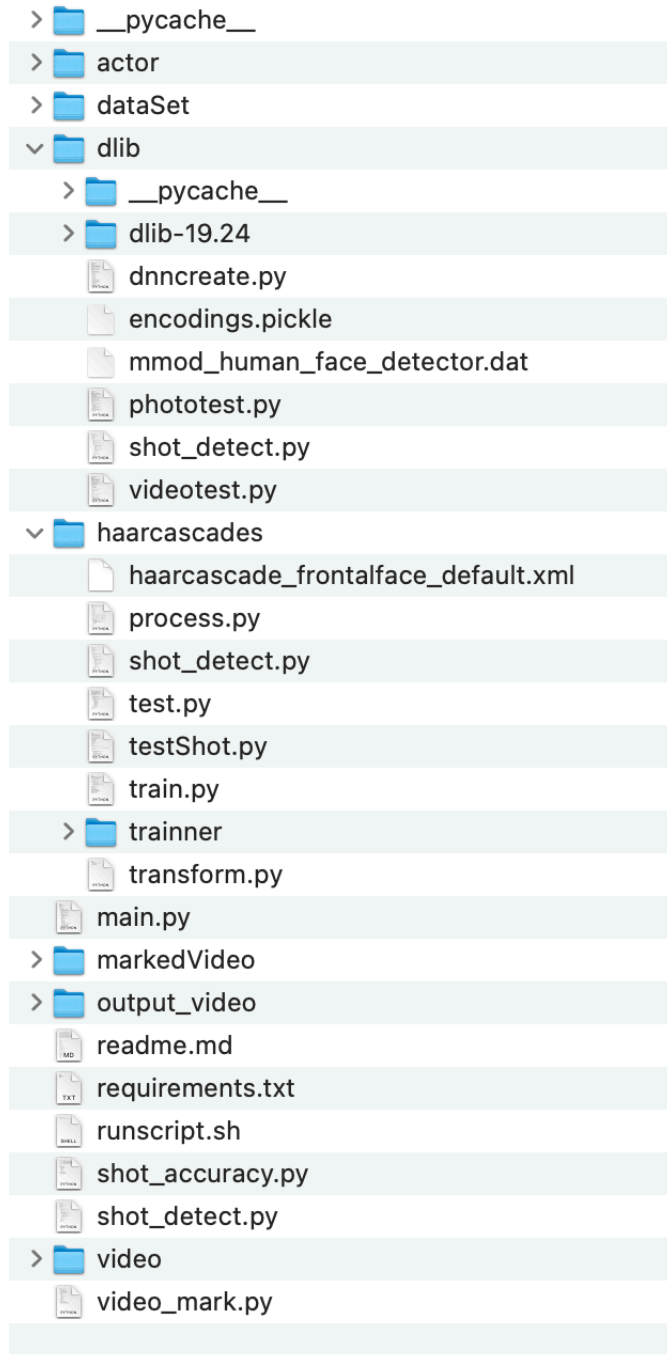 __pycache__
actor
dataSet
dlib
__pycache__
dlib-19.24
dnncreate.py
encodings.pickle
mmod_human_face_detector.dat
phototest.py
shot_detect.py
videotest.py
haarcascades
haarcascade_frontalface_default.xml
process.py
shot_detect.py
test.py
testShot.py
train.py
trainner
transform.py
main.py
markedVideo
output_video
readme.md
requirements.txt
runscript.sh
shot_accuracy.py
shot_detect.py
video
video_mark.py